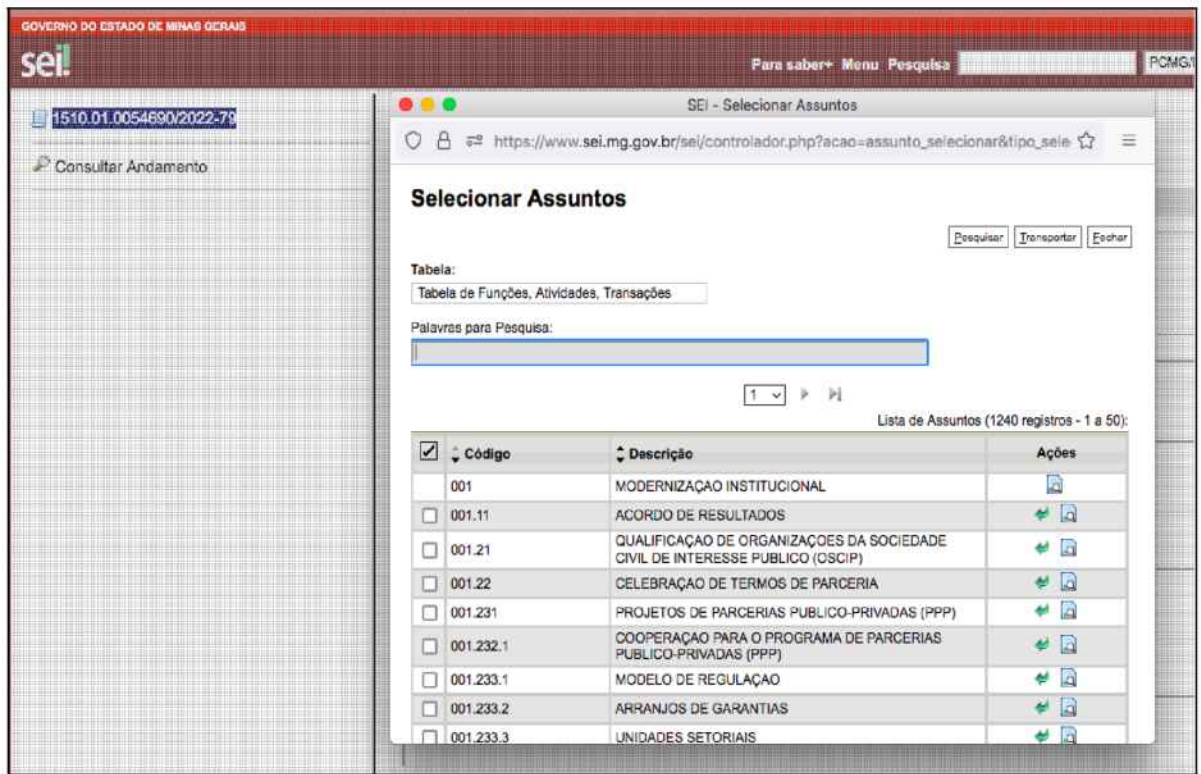 GOVERNO DO ESTADO DE MINAS GERAIS
sei!
Para saber+ Menu Pesquisa
1510.01.0054690/2022-79
Consultar Andamento
SEI - Selecionar Assuntos
https://www.sei.mg.gov.br/sei/controlador.php?acao=assunto_selecionar&tipo_sele
Selecionar Assuntos
Pesquisar Transportar Fechar
Tabela:
Tabela de Funções, Atividades, Transações
Palavras para Pesquisa:
1
Lista de Assuntos (1240 registros - 1 a 50):
Código Descrição Ações
001 MODERNIZAÇAO INSTITUCIONAL
001.11 ACORDO DE RESULTADOS
001.21 QUALIFICAÇAO DE ORGANIZAÇOES DA SOCIEDADE
CIVIL DE INTERESSE PUBLICO (OSCIP)
001.22 CELEBRAÇAO DE TERMOS DE PARCERIA
001.231 PROJETOS DE PARCERIAS PUBLICO-PRIVADAS (PPP)
001.232.1 COOPERAÇAO PARA O PROGRAMA DE PARCERIAS
PUBLICO-PRIVADAS (PPP)
001.233.1 MODELO DE REGULAÇAO
001.233.2 ARRANJOS DE GARANTIAS
001.233.3 UNIDADES SETORIAIS